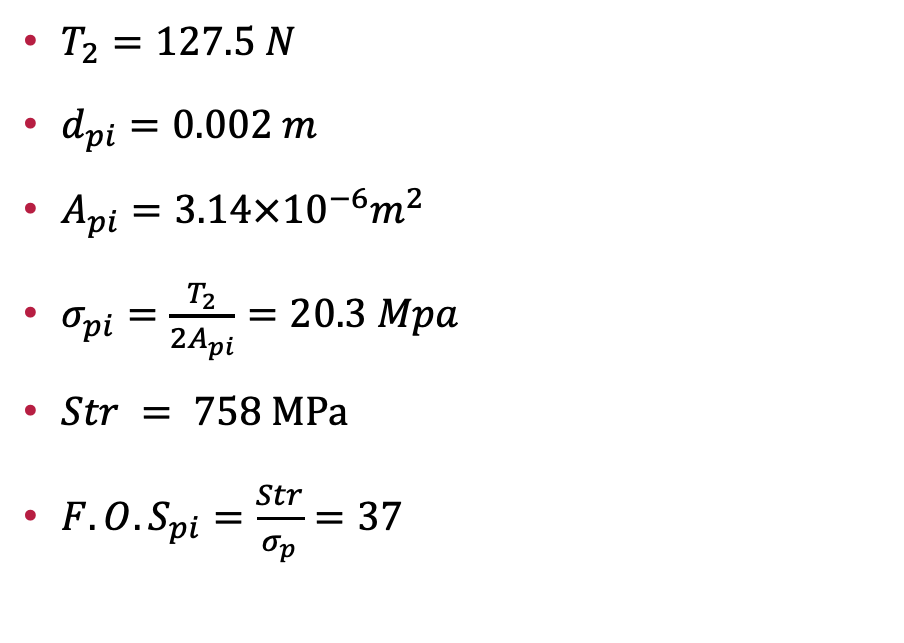 • T₂ = 127.5 N
• d_pi = 0.002 m
• A_pi = 3.14×10⁻⁶m²
• σ_pi = T₂/2A_pi = 20.3 Mpa
• Str = 758 MPa
• F.O.S_pi = Str/σ_p = 37